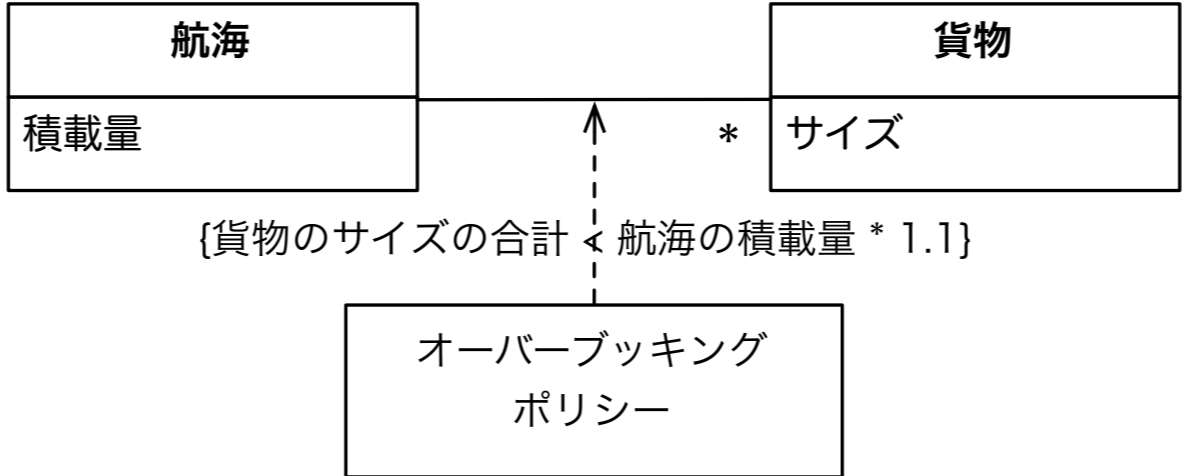 航海
貨物
積載量
*
サイズ
{貨物のサイズの合計 < 航海の積載量 * 1.1}
オーバーブッキング
ポリシー